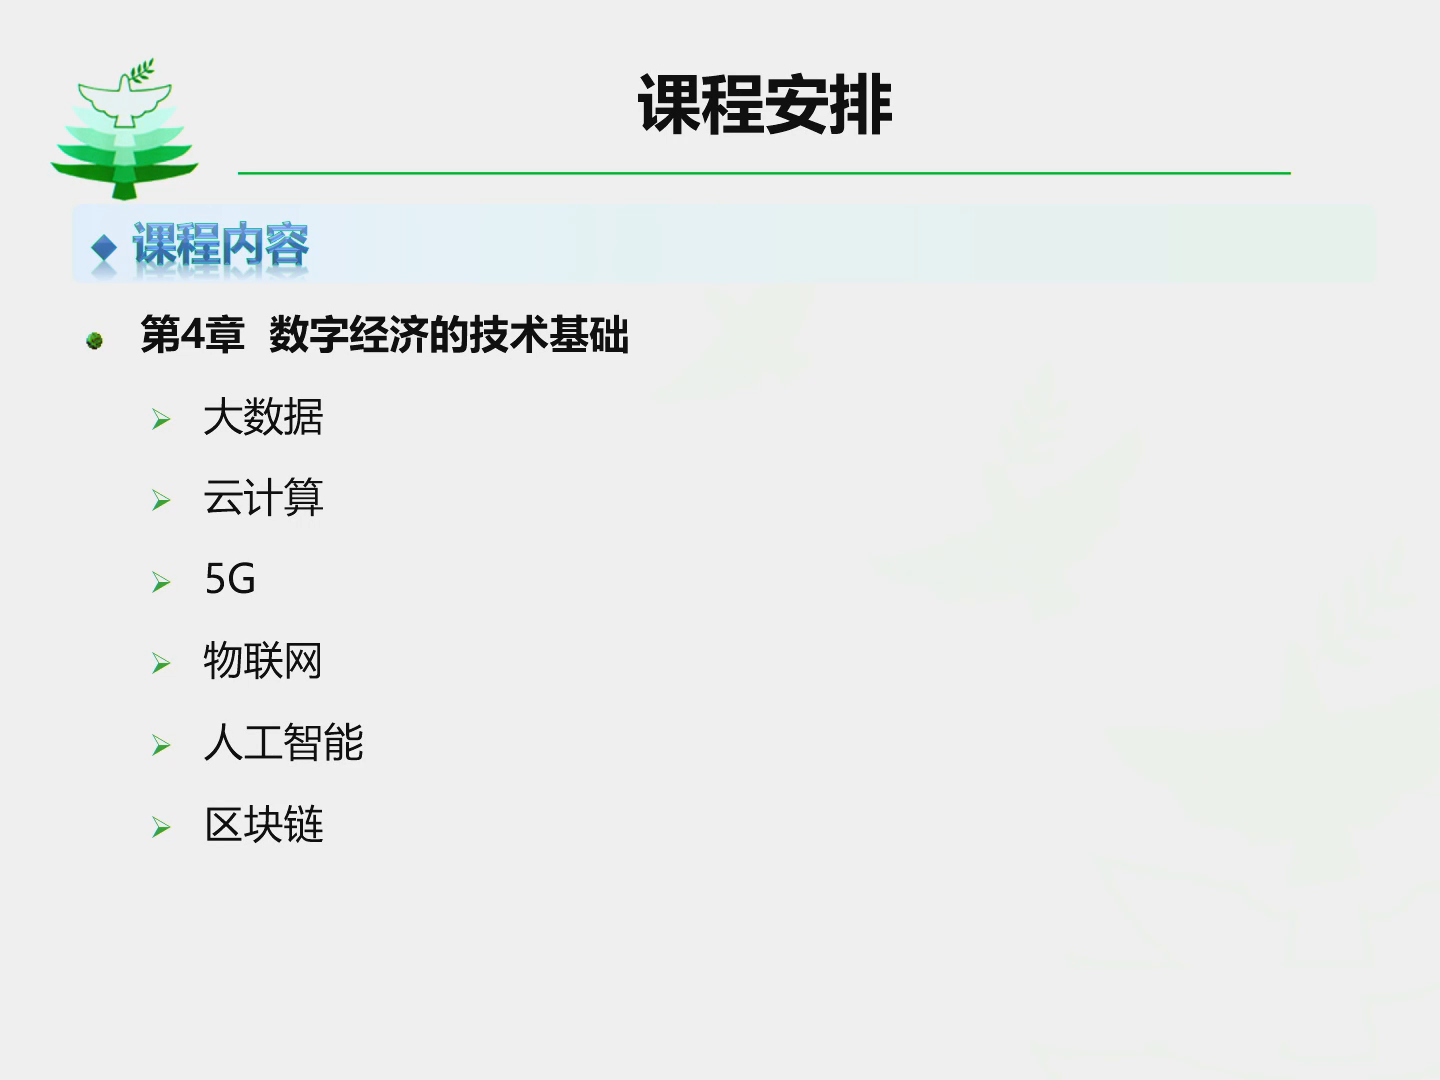 课程安排
课程内容
第4章 数字经济的技术基础
大数据
云计算
5G
物联网
人工智能
区块链